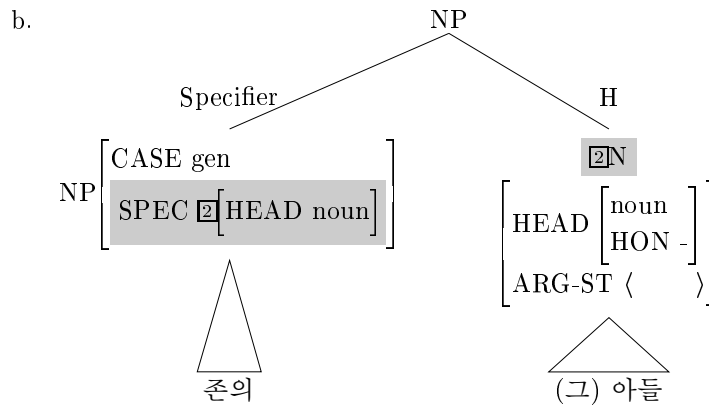 b.
NP
Specifier H
CASE gen
2 N
NP
SPEC 2 [HEAD noun]
noun
HEAD
HON -
ARG-ST ⟨ ⟩
존의 (그) 아들